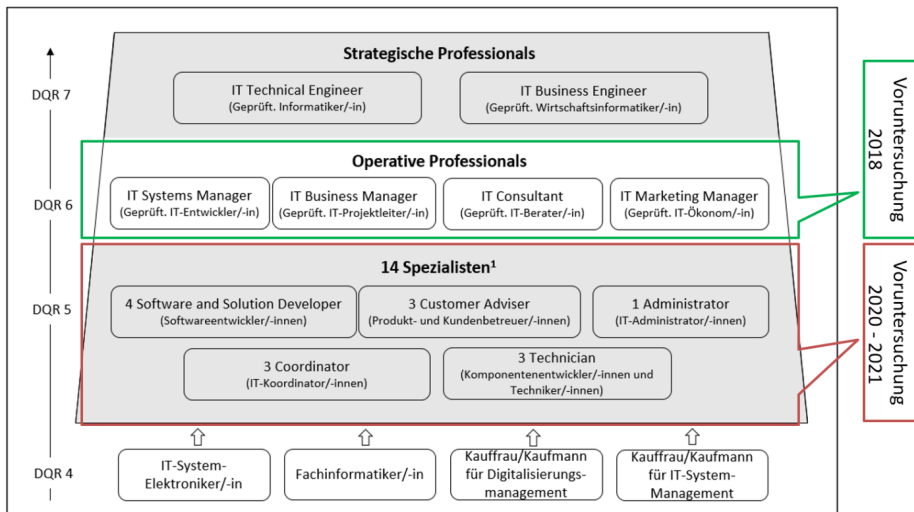 Strategische Professionals
DQR 7
IT Technical Engineer
(Geprüft. Informatiker/-in)
IT Business Engineer
(Geprüft. Wirtschaftsinformatiker/-in)
Voruntersuchung
2018
Operative Professionals
DQR 6
IT Systems Manager
(Geprüft. IT-Entwickler/-in)
IT Business Manager
(Geprüft. IT-Projektleiter/-in)
IT Consultant
(Geprüft. IT-Berater/-in)
IT Marketing Manager
(Geprüft. IT-Ökonom/-in)
14 Spezialisten¹
DQR 5
4 Software and Solution Developer
(Softwareentwickler/-innen)
3 Customer Adviser
(Produkt- und Kundenbetreuer/-innen)
1 Administrator
(IT-Administrator/-innen)
3 Coordinator
(IT-Koordinator/-innen)
3 Technician
(Komponentenentwickler/-innen und
Techniker/-innen)
Voruntersuchung
2020 - 2021
DQR 4
IT-System-
Elektroniker/-in
Fachinformatiker/-in
Kauffrau/Kaufmann
für Digitalisierungs-
management
Kauffrau/Kaufmann
für IT-System-
Management